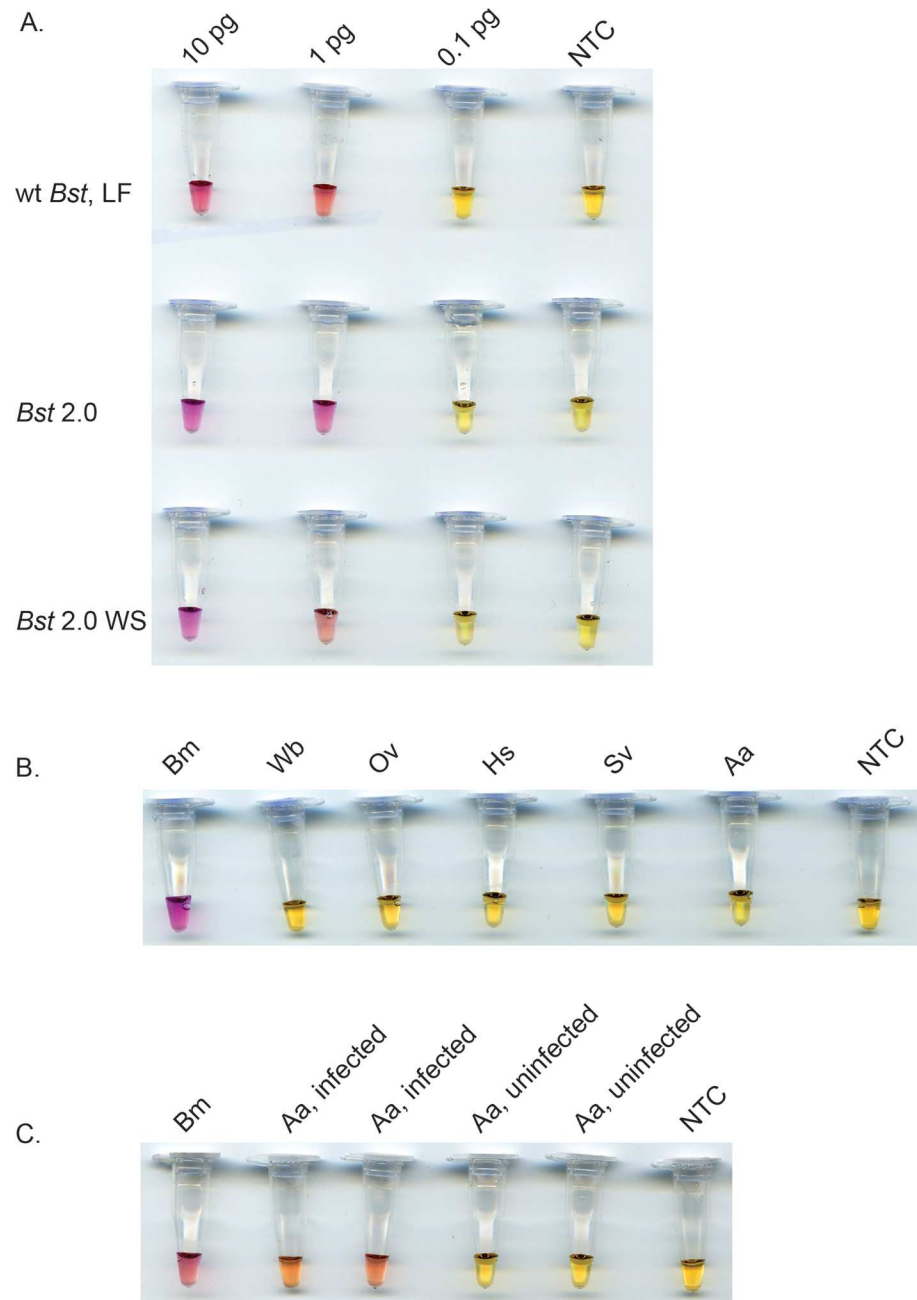 A.
10 pg 1 pg 0.1 pg NTC
wt Bst, LF
Bst 2.0
Bst 2.0 WS
B.
Bm Wb Ov Hs Sv Aa NTC
C.
Bm Aa, infected Aa, infected Aa, uninfected Aa, uninfected NTC